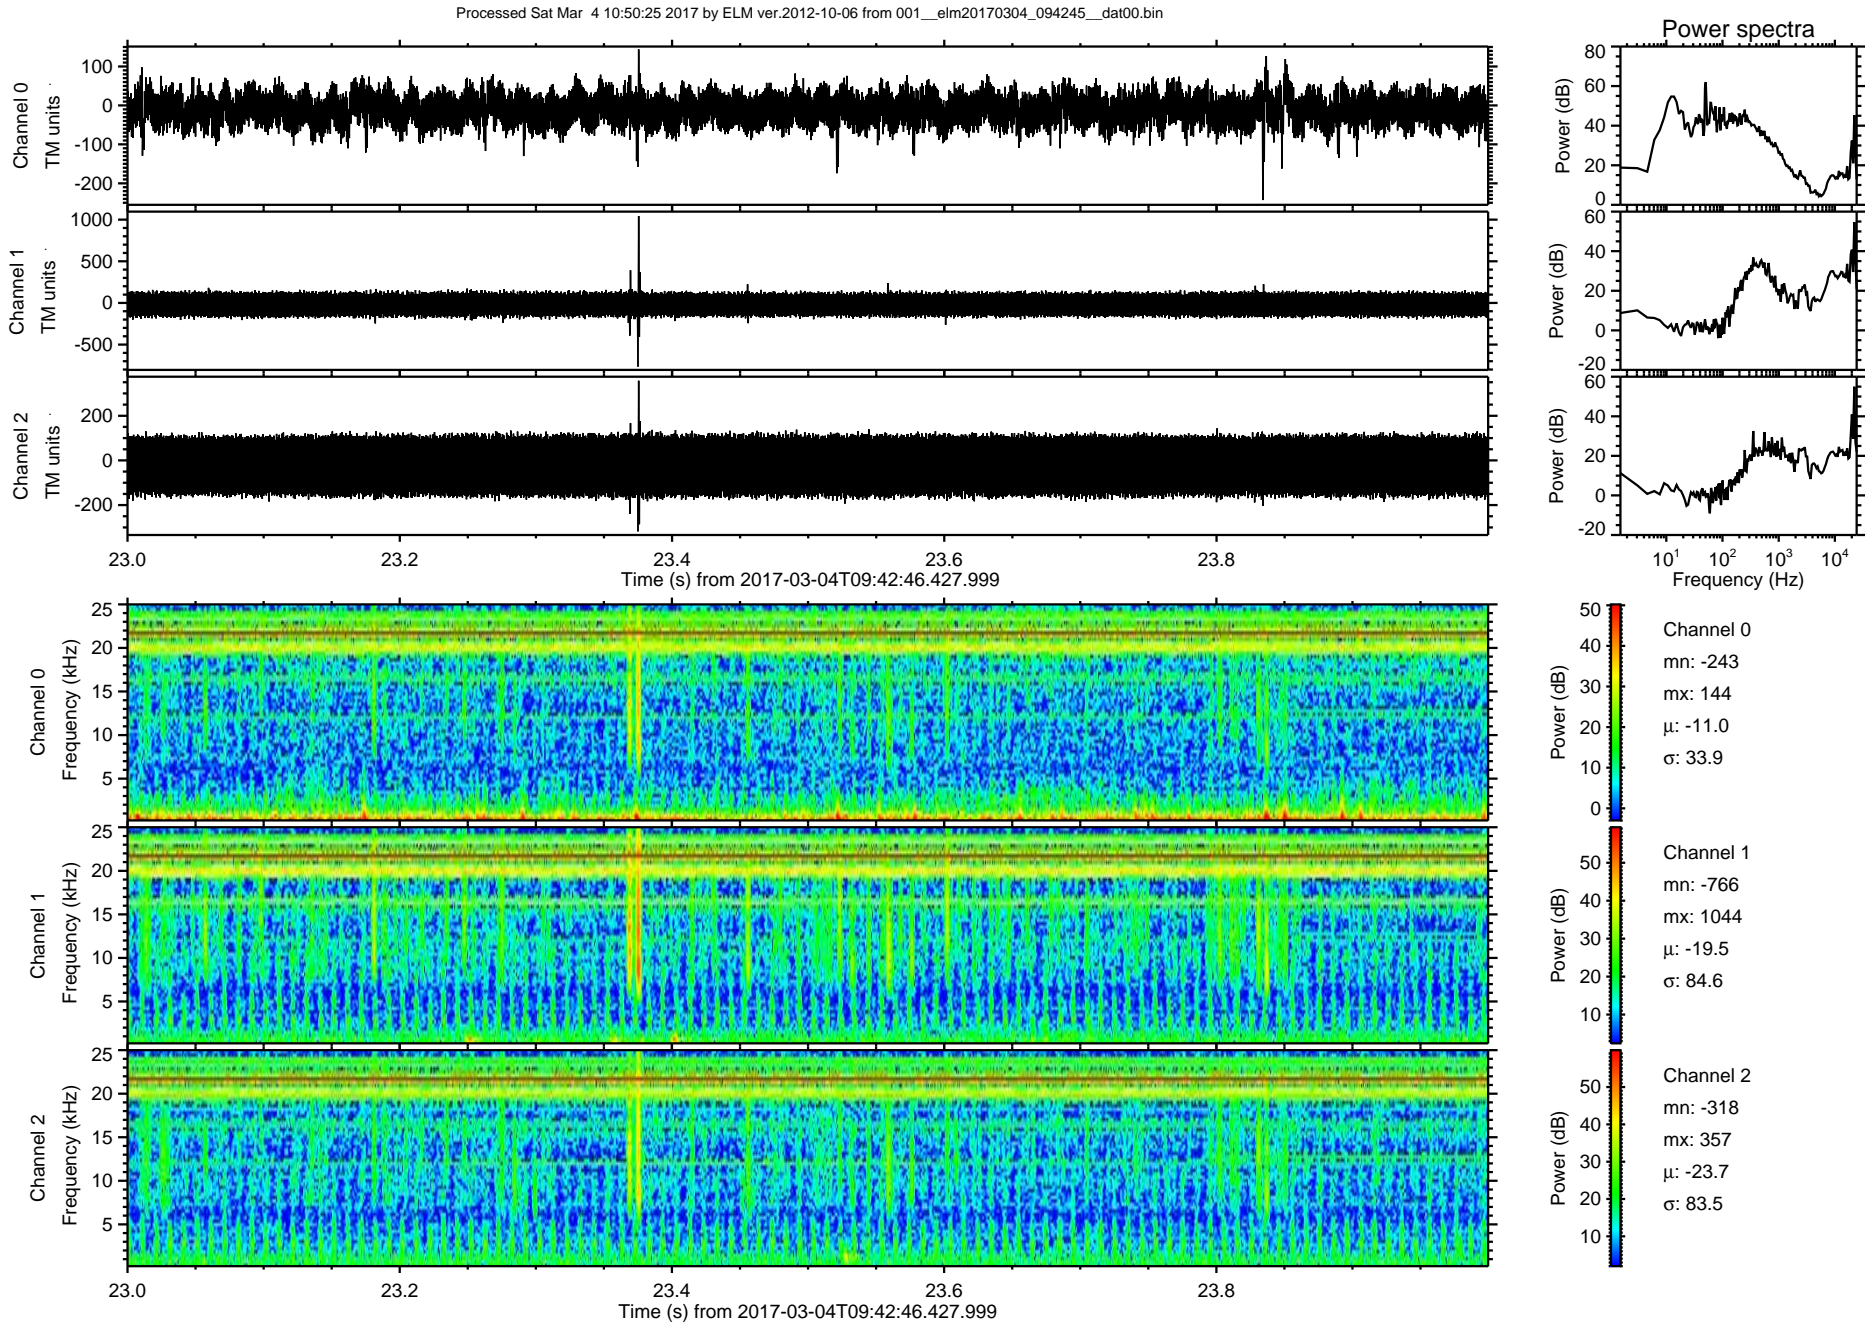 Processed Sat Mar  4 10:50:25 2017 by ELM ver.2012-10-06 from 001__elm20170304_094245__dat00.bin
Power spectra
Channel 0
TM units
100
0
-100
-200
Power (dB)
80
60
40
20
0
Channel 1
TM units
1000
500
0
-500
Power (dB)
60
40
20
0
-20
Channel 2
TM units
200
0
-200
Power (dB)
60
40
20
0
-20
23.0 23.2 23.4 23.6 23.8
Time (s) from 2017-03-04T09:42:46.427.999
10^1 10^2 10^3 10^4
Frequency (Hz)
Channel 0
Frequency (kHz)
25
20
15
10
5
Power (dB)
50
40
30
20
10
0
Channel 0
mn: -243
mx: 144
µ: -11.0
σ: 33.9
Channel 1
Frequency (kHz)
25
20
15
10
5
Power (dB)
50
40
30
20
10
Channel 1
mn: -766
mx: 1044
µ: -19.5
σ: 84.6
Channel 2
Frequency (kHz)
25
20
15
10
5
Power (dB)
50
40
30
20
10
Channel 2
mn: -318
mx: 357
µ: -23.7
σ: 83.5
23.0 23.2 23.4 23.6 23.8
Time (s) from 2017-03-04T09:42:46.427.999